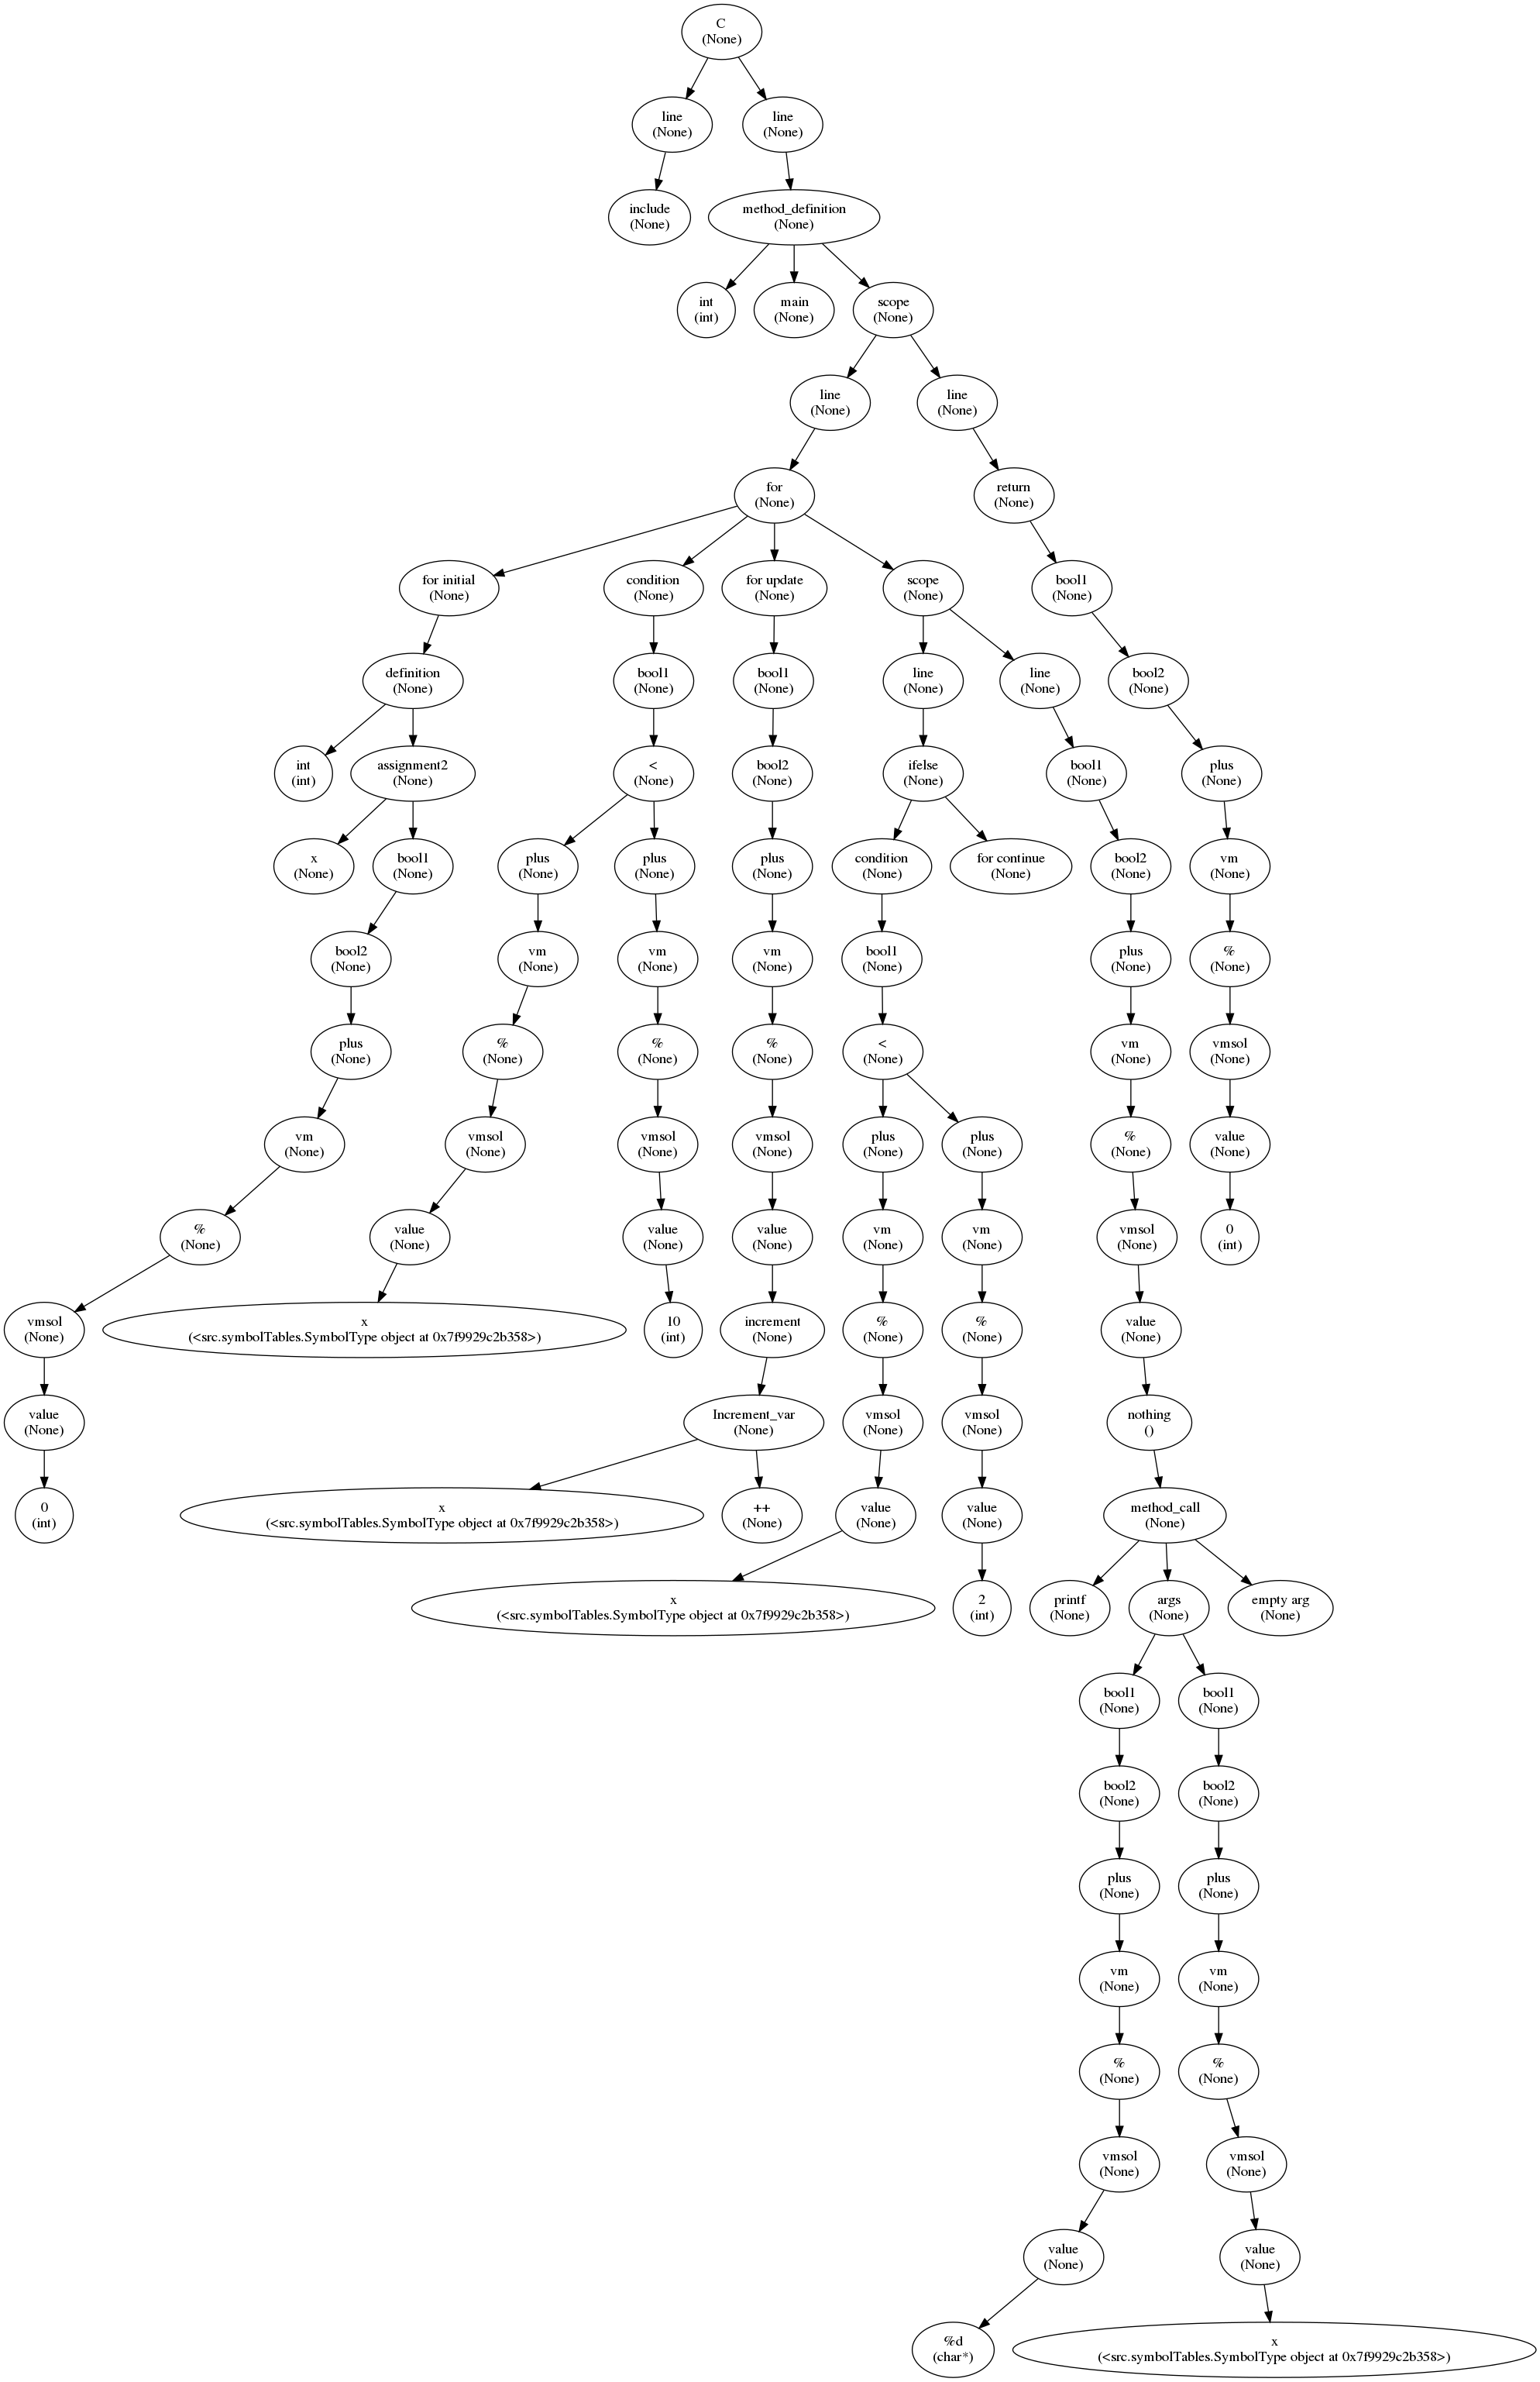 C
(None)
line
(None)
line
(None)
include
(None)
method_definition
(None)
int
(int)
main
(None)
scope
(None)
line
(None)
line
(None)
for
(None)
return
(None)
for initial
(None)
condition
(None)
for update
(None)
scope
(None)
bool1
(None)
definition
(None)
bool1
(None)
bool1
(None)
line
(None)
line
(None)
bool2
(None)
int
(int)
assignment2
(None)
<
(None)
bool2
(None)
ifelse
(None)
bool1
(None)
plus
(None)
x
(None)
bool1
(None)
plus
(None)
plus
(None)
plus
(None)
condition
(None)
for continue
(None)
bool2
(None)
vm
(None)
bool2
(None)
vm
(None)
vm
(None)
vm
(None)
bool1
(None)
plus
(None)
%
(None)
plus
(None)
%
(None)
%
(None)
%
(None)
<
(None)
vm
(None)
vmsol
(None)
vm
(None)
vmsol
(None)
vmsol
(None)
vmsol
(None)
plus
(None)
plus
(None)
%
(None)
value
(None)
%
(None)
value
(None)
value
(None)
value
(None)
vm
(None)
vm
(None)
vmsol
(None)
0
(int)
vmsol
(None)
x
(<src.symbolTables.SymbolType object at 0x7f9929c2b358>)
10
(int)
increment
(None)
%
(None)
%
(None)
value
(None)
value
(None)
Increment_var
(None)
vmsol
(None)
vmsol
(None)
nothing
()
0
(int)
x
(<src.symbolTables.SymbolType object at 0x7f9929c2b358>)
++
(None)
value
(None)
value
(None)
method_call
(None)
x
(<src.symbolTables.SymbolType object at 0x7f9929c2b358>)
2
(int)
printf
(None)
args
(None)
empty arg
(None)
bool1
(None)
bool1
(None)
bool2
(None)
bool2
(None)
plus
(None)
plus
(None)
vm
(None)
vm
(None)
%
(None)
%
(None)
vmsol
(None)
vmsol
(None)
value
(None)
value
(None)
%d
(char*)
x
(<src.symbolTables.SymbolType object at 0x7f9929c2b358>)